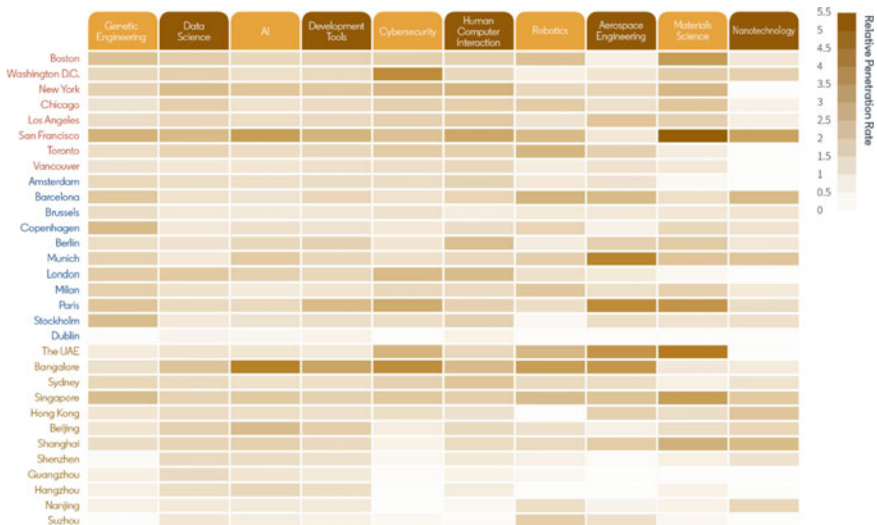 Genetic
Engineering
Data
Science
AI
Development
Tools
Cybersecurity
Human
Computer
Interaction
Robotics
Aerospace
Engineering
Materials
Science
Nanotechnology
Boston
Washington D.C.
New York
Chicago
Los Angeles
San Francisco
Toronto
Vancouver
Amsterdam
Barcelona
Brussels
Copenhagen
Berlin
Munich
London
Milan
Paris
Stockholm
Dublin
The UAE
Bangalore
Sydney
Singapore
Hong Kong
Beijing
Shanghai
Shenzhen
Guangzhou
Hangzhou
Nanjing
Suzhou
5.5
5
4.5
4
3.5
3
2.5
2
1.5
1
0.5
0
Relative Penetration Rate